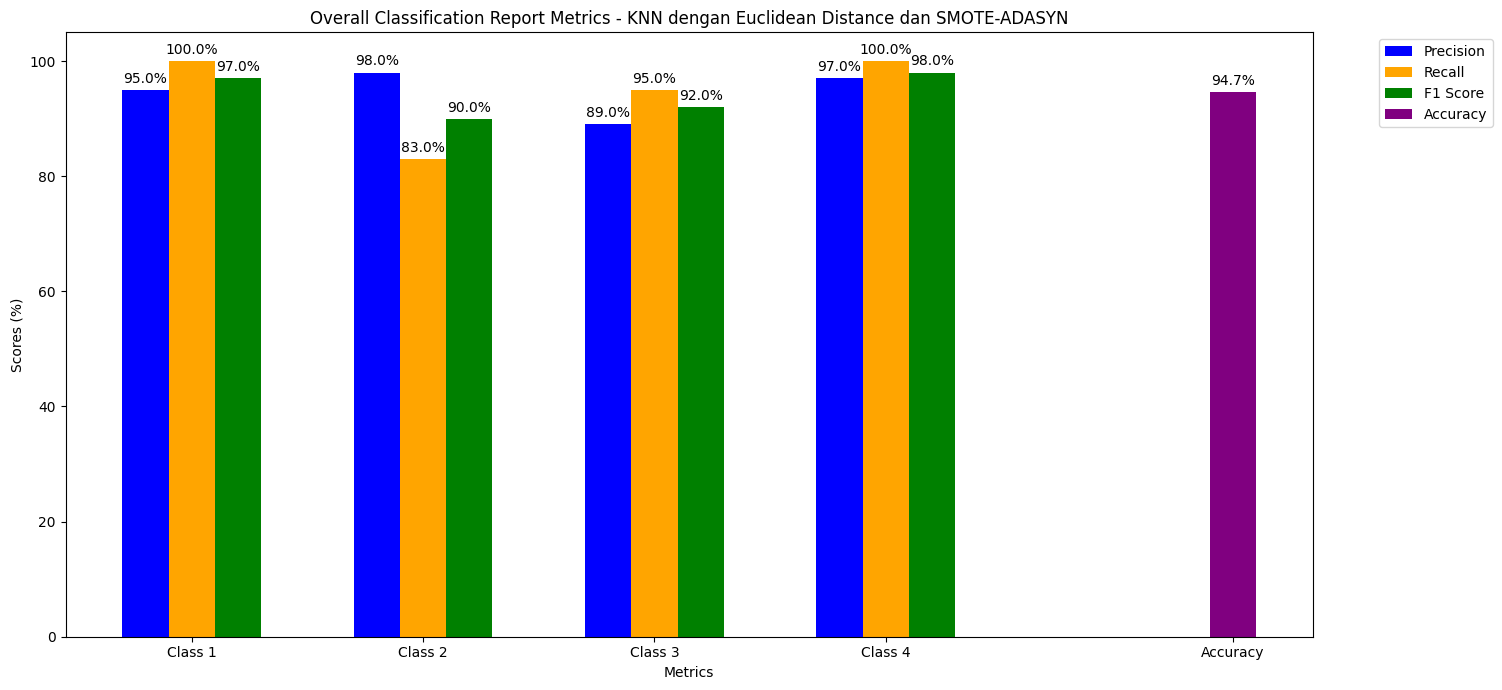 Overall Classification Report Metrics - KNN dengan Euclidean Distance dan SMOTE-ADASYN
Precision
Recall
F1 Score
Accuracy
Scores (%)
100
80
60
40
20
0
95.0%
100.0%
97.0%
98.0%
83.0%
90.0%
89.0%
95.0%
92.0%
97.0%
100.0%
98.0%
94.7%
Class 1
Class 2
Class 3
Class 4
Accuracy
Metrics